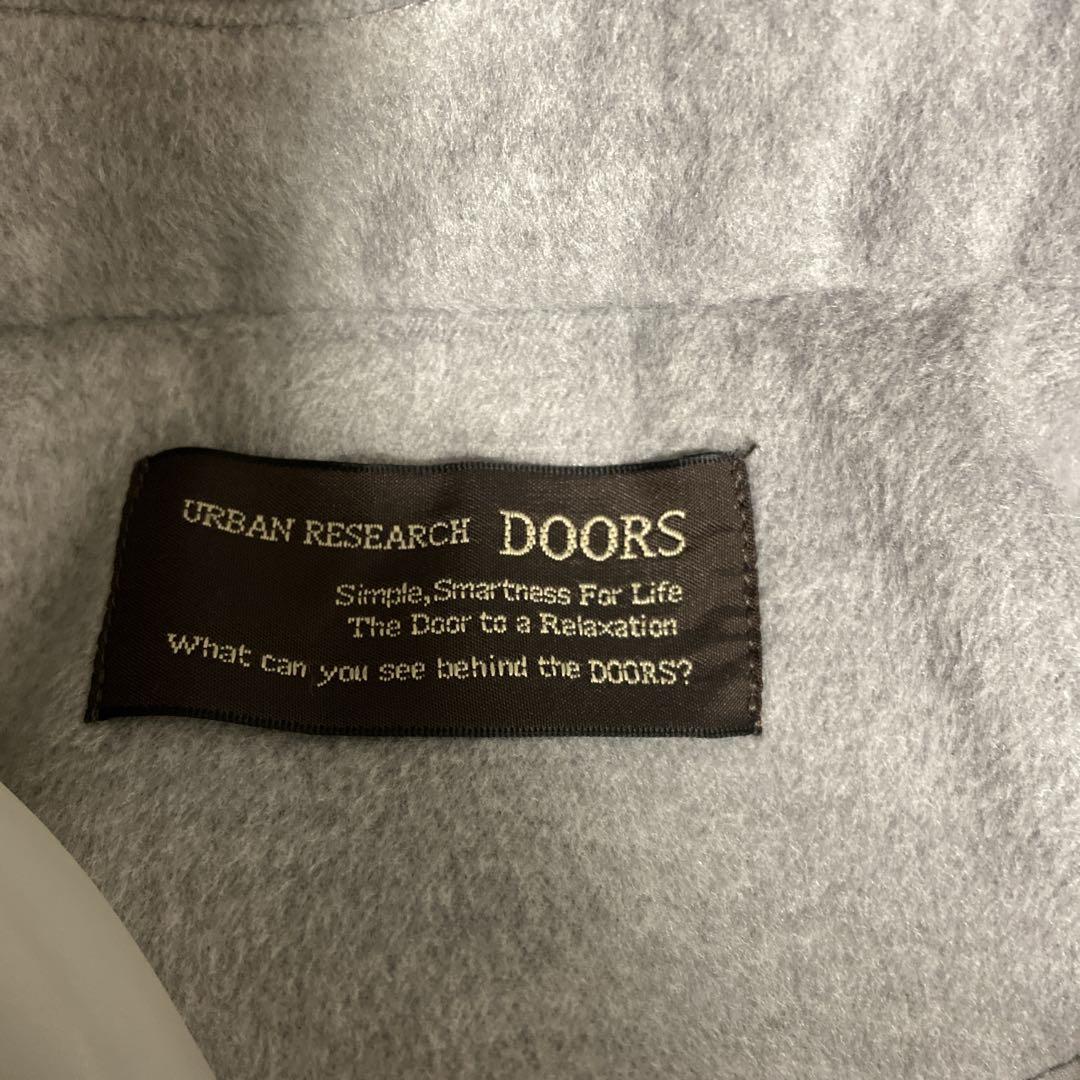 URBAN RESEARCH DOORS
Simple,Smartness For Life
The Door to a Relaxation
What can you see behind the DOORS?